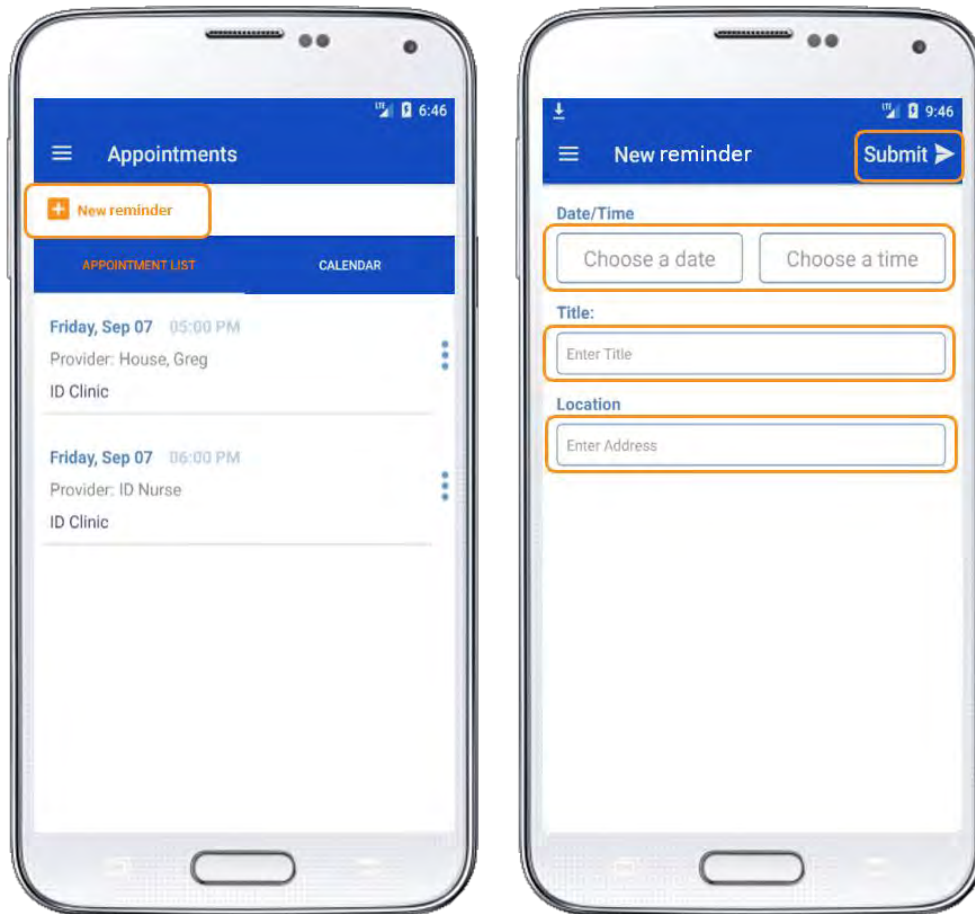 LTE 6:46
Appointments
New reminder
APPOINTMENT LIST CALENDAR
Friday, Sep 07 05:00 PM
Provider: House, Greg
ID Clinic
Friday, Sep 07 06:00 PM
Provider: ID Nurse
ID Clinic
LTE 9:46
New reminder Submit
Date/Time
Choose a date Choose a time
Title:
Enter Title
Location
Enter Address